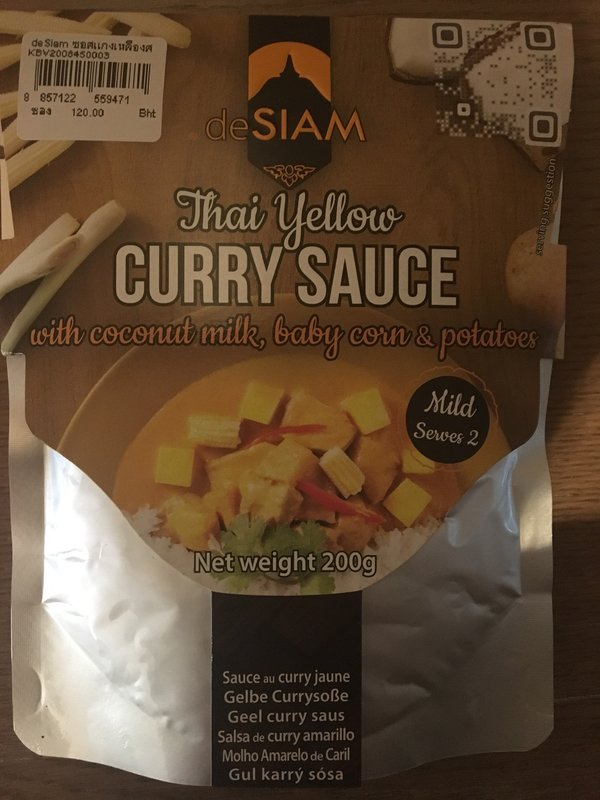 deSiam ซอสแกงเหลืองศ
KBV2008450003
8 857122 559471
ซอง 120.00 Bht
deSIAM
serving suggestion
Thai Yellow
CURRY SAUCE
with coconut milk, baby corn & potatoes
Mild
Serves 2
Net weight 200g
Sauce au curry jaune
Gelbe Currysoße
Geel curry saus
Salsa de curry amarillo
Molho Amarelo de Caril
Gul karrý sósa